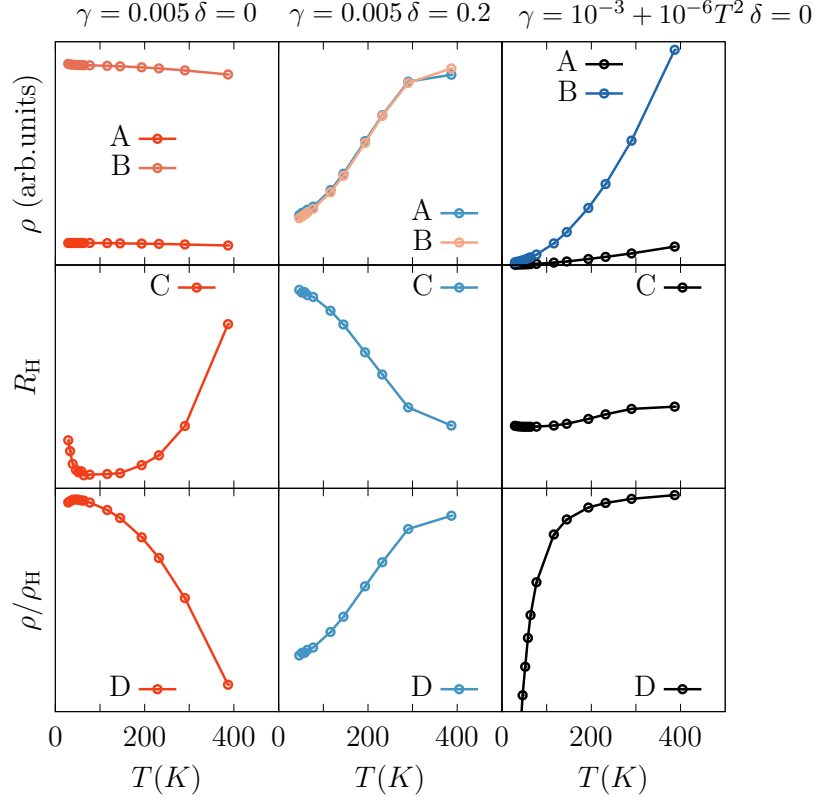 γ = 0.005 δ = 0
γ = 0.005 δ = 0.2
γ = 10⁻³ + 10⁻⁶T² δ = 0
ρ (arb.units)
A
B
A
B
A
B
R_H
C
C
C
ρ/ρ_H
D
D
D
0 200 400
0 200 400
0 200 400
T(K)
T(K)
T(K)